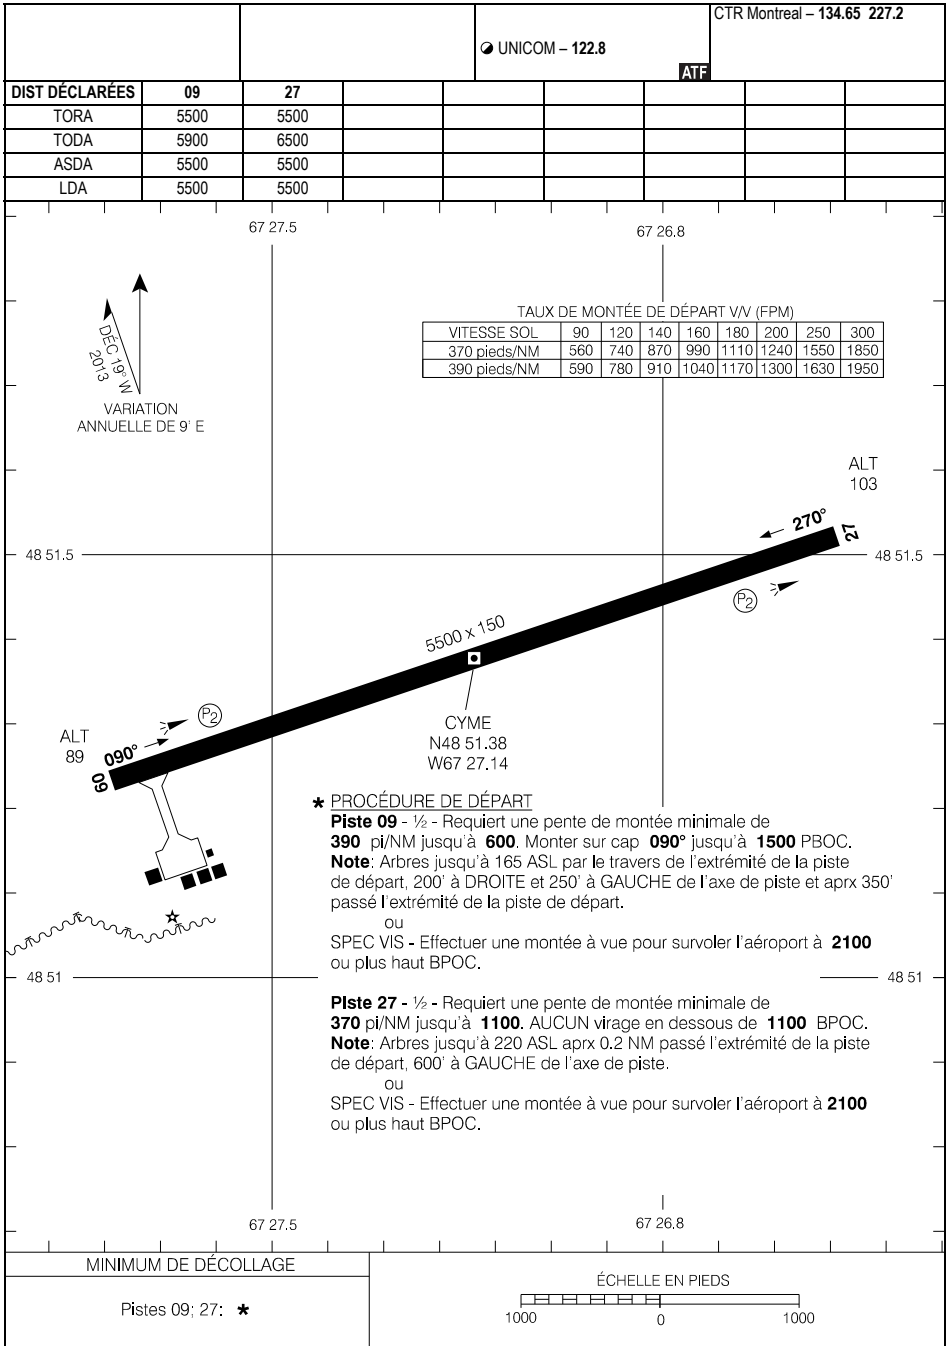 CTR Montreal – 134.65 227.2
UNICOM – 122.8
ATF
DIST DÉCLARÉES 09 27
TORA 5500 5500
TODA 5900 6500
ASDA 5500 5500
LDA 5500 5500
67 27.5 67 26.8
DÉC 19° W
2013
VARIATION
ANNUELLE DE 9' E
TAUX DE MONTÉE DE DÉPART V/V (FPM)
VITESSE SOL 90 120 140 160 180 200 250 300
370 pieds/NM 560 740 870 990 1110 1240 1550 1850
390 pieds/NM 590 780 910 1040 1170 1300 1630 1950
ALT
103
270°
27
48 51.5 48 51.5
P2
5500 x 150
P2
CYME
N48 51.38
W67 27.14
ALT
89
090°
09
* PROCÉDURE DE DÉPART
Piste 09 - ½ - Requiert une pente de montée minimale de
390 pi/NM jusqu'à 600. Monter sur cap 090° jusqu'à 1500 PBOC.
Note: Arbres jusqu'à 165 ASL par le travers de l'extrémité de la piste
de départ, 200' à DROITE et 250' à GAUCHE de l'axe de piste et aprx 350'
passé l'extrémité de la piste de départ.
ou
SPEC VIS - Effectuer une montée à vue pour survoler l'aéroport à 2100
ou plus haut BPOC.
48 51 48 51
PIste 27 - ½ - Requiert une pente de montée minimale de
370 pi/NM jusqu'à 1100. AUCUN virage en dessous de 1100 BPOC.
Note: Arbres jusqu'à 220 ASL aprx 0.2 NM passé l'extrémité de la piste
de départ, 600' à GAUCHE de l'axe de piste.
ou
SPEC VIS - Effectuer une montée à vue pour survoler l'aéroport à 2100
ou plus haut BPOC.
67 27.5 67 26.8
MINIMUM DE DÉCOLLAGE
Pistes 09; 27: *
ÉCHELLE EN PIEDS
1000 0 1000